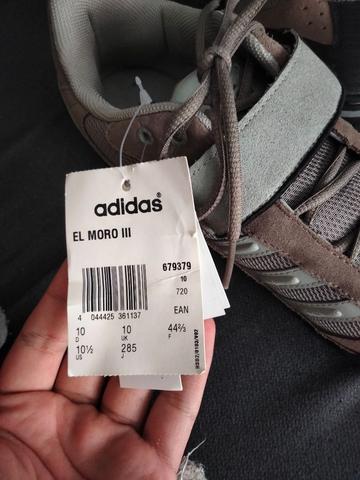 adidas®
EL MORO III
679379
10
720
EAN
4 044425 361137
10 10 44⅔
D UK F
10½ 285
US J